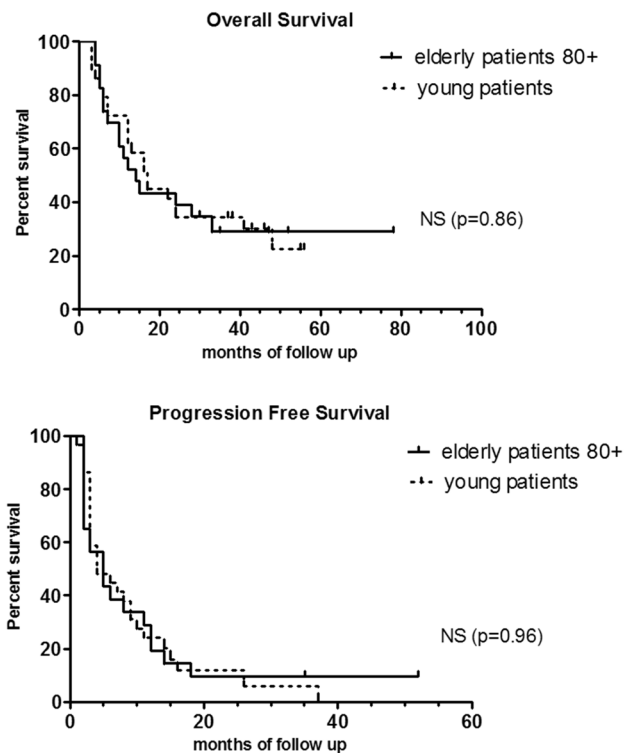 Overall Survival
elderly patients 80+
young patients
Percent survival
100
80
60
40
20
0
NS (p=0.86)
0 20 40 60 80 100
months of follow up
Progression Free Survival
elderly patients 80+
young patients
Percent survival
100
80
60
40
20
0
NS (p=0.96)
0 20 40 60
months of follow up